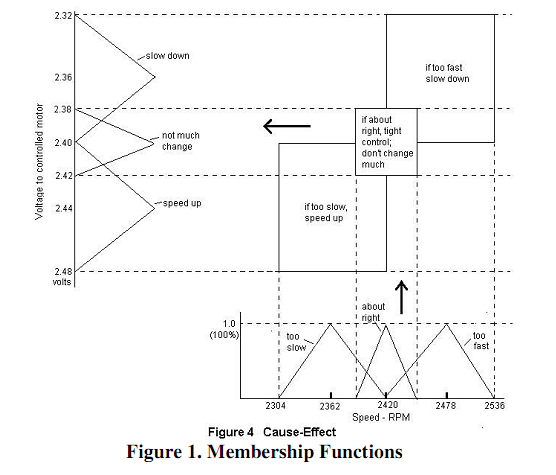 2.32
slow down
2.36
if too fast
slow down
2.38
if about
right, tight
control;
don't change
much
not much
change
2.40
2.42
Voltage to controlled motor
speed up
2.44
if too slow,
speed up
2.48
volts
about
right
1.0
(100%)
too
slow
too
fast
2304
2362
2420
2478
2536
Speed - RPM
Figure 4 Cause-Effect
Figure 1. Membership Functions